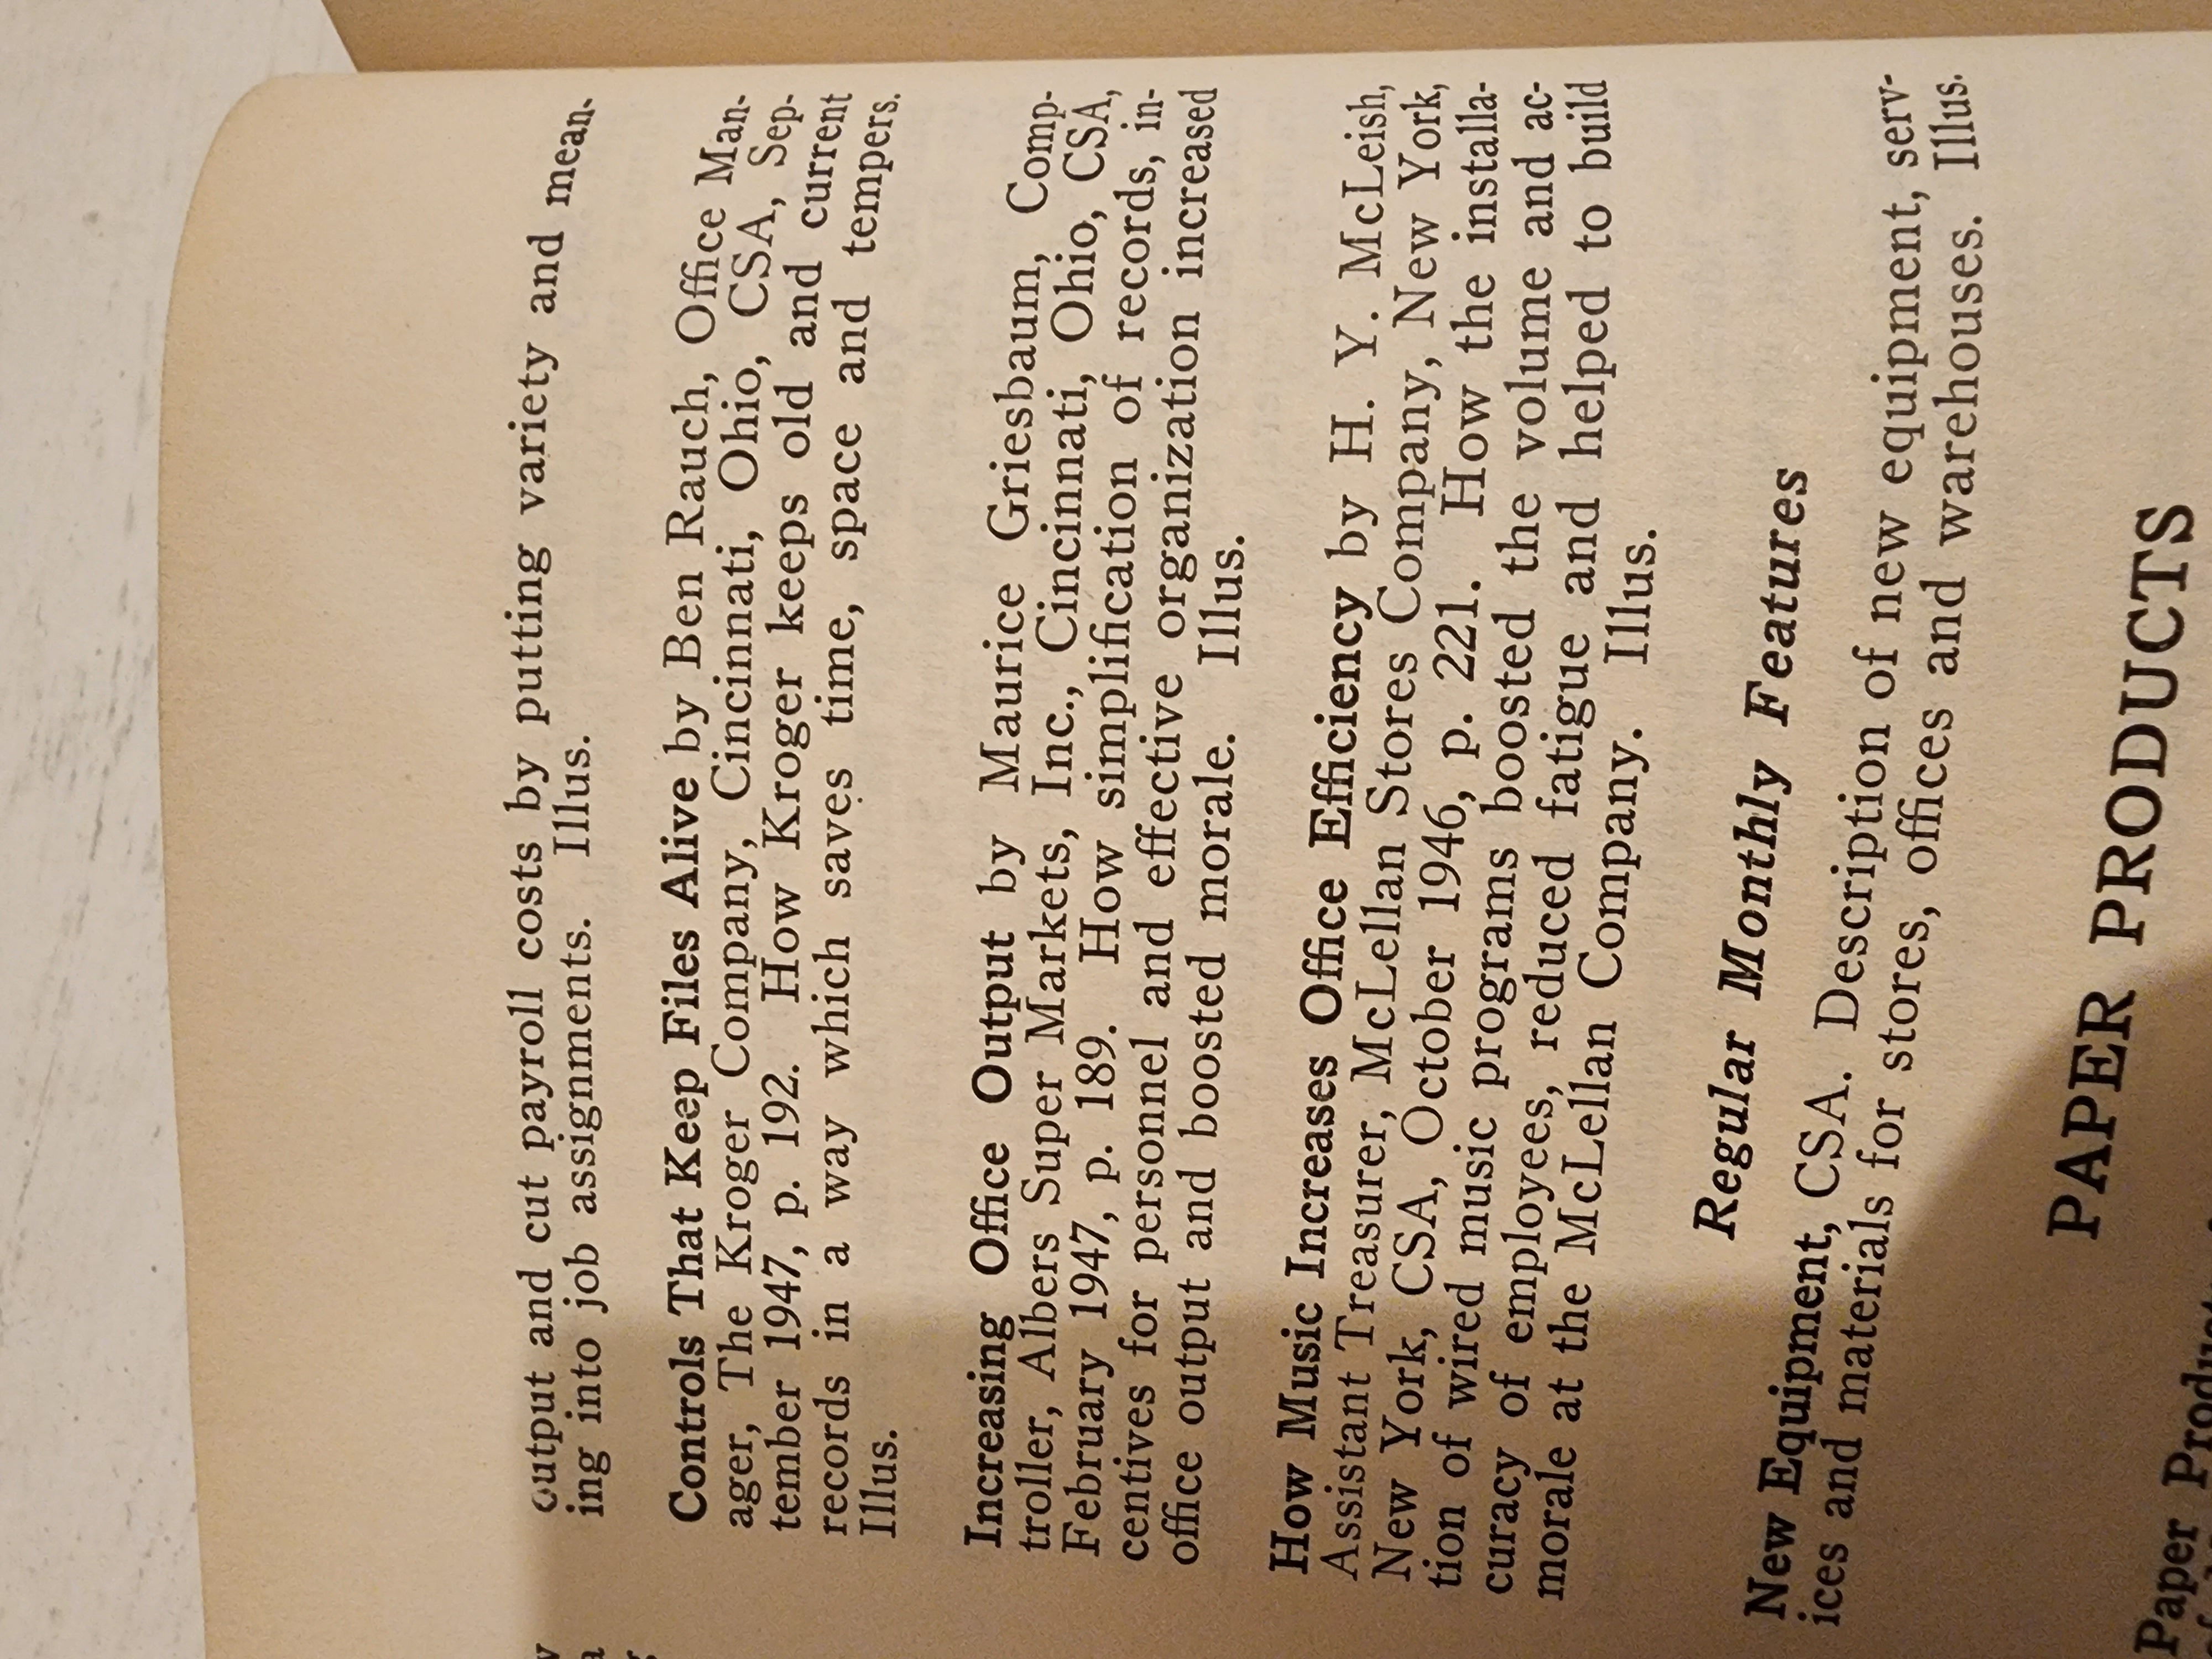 output and cut payroll costs by putting variety and mean-
ing into job assignments. Illus.
Controls That Keep Files Alive by Ben Rauch, Office Man-
ager, The Kroger Company, Cincinnati, Ohio, CSA, Sep-
tember 1947, p. 192. How Kroger keeps old and current
records in a way which saves time, space and tempers.
Illus.
Increasing Office Output by Maurice Griesbaum, Comp-
troller, Albers Super Markets, Inc., Cincinnati, Ohio, CSA,
February 1947, p. 189. How simplification of records, in-
centives for personnel and effective organization increased
office output and boosted morale. Illus.
How Music Increases Office Efficiency by H. Y. McLeish,
Assistant Treasurer, McLellan Stores Company, New York,
New York, CSA, October 1946, p. 221. How the installa-
tion of wired music programs boosted the volume and ac-
curacy of employees, reduced fatigue and helped to build
morale at the McLellan Company. Illus.
Regular Monthly Features
New Equipment, CSA. Description of new equipment, serv-
ices and materials for stores, offices and warehouses. Illus.
PAPER PRODUCTS
Paper Products